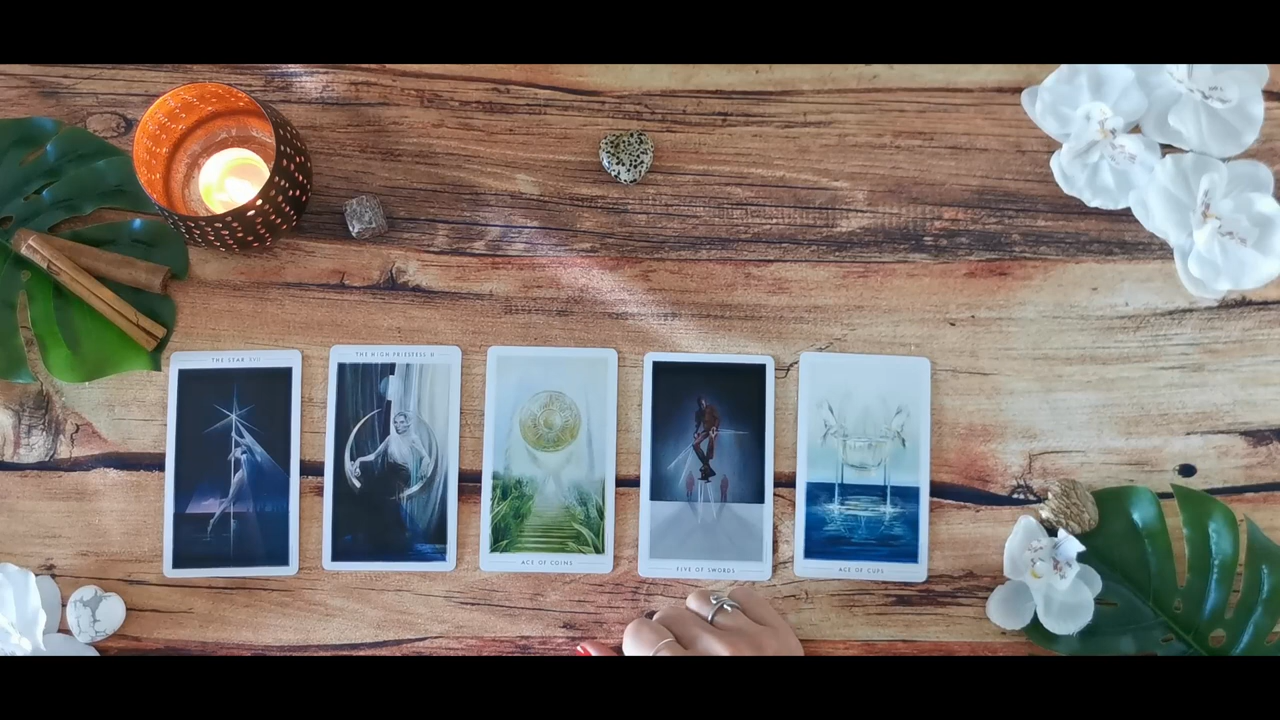 THE STAR XVII
THE HIGH PRIESTESS II
ACE OF COINS
FIVE OF SWORDS
ACE OF CUPS